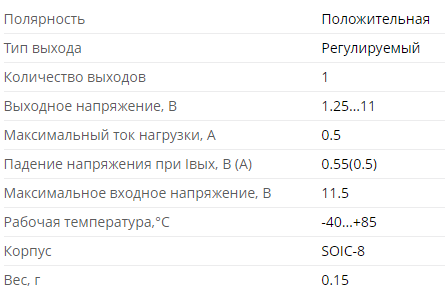 Полярность Положительная
Тип выхода Регулируемый
Количество выходов 1
Выходное напряжение, В 1.25...11
Максимальный ток нагрузки, А 0.5
Падение напряжения при Iвых, В (А) 0.55(0.5)
Максимальное входное напряжение, В 11.5
Рабочая температура,°C -40...+85
Корпус SOIC-8
Вес, г 0.15